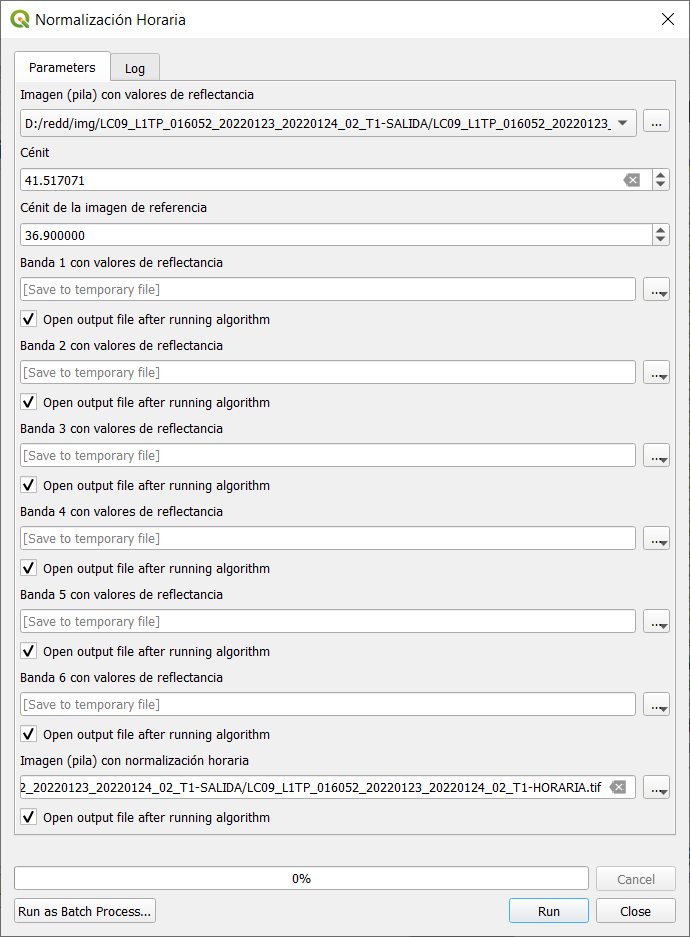 Normalización Horaria
Parameters
Log
Imagen (pila) con valores de reflectancia
D:/redd/img/LC09_L1TP_016052_20220123_20220124_02_T1-SALIDA/LC09_L1TP_016052_20220123_
...
Cénit
41.517071
Cénit de la imagen de referencia
36.900000
Banda 1 con valores de reflectancia
[Save to temporary file]
...
Open output file after running algorithm
Banda 2 con valores de reflectancia
[Save to temporary file]
...
Open output file after running algorithm
Banda 3 con valores de reflectancia
[Save to temporary file]
...
Open output file after running algorithm
Banda 4 con valores de reflectancia
[Save to temporary file]
...
Open output file after running algorithm
Banda 5 con valores de reflectancia
[Save to temporary file]
...
Open output file after running algorithm
Banda 6 con valores de reflectancia
[Save to temporary file]
...
Open output file after running algorithm
Imagen (pila) con normalización horaria
2_20220123_20220124_02_T1-SALIDA/LC09_L1TP_016052_20220123_20220124_02_T1-HORARIA.tif
...
Open output file after running algorithm
0%
Cancel
Run as Batch Process...
Run
Close